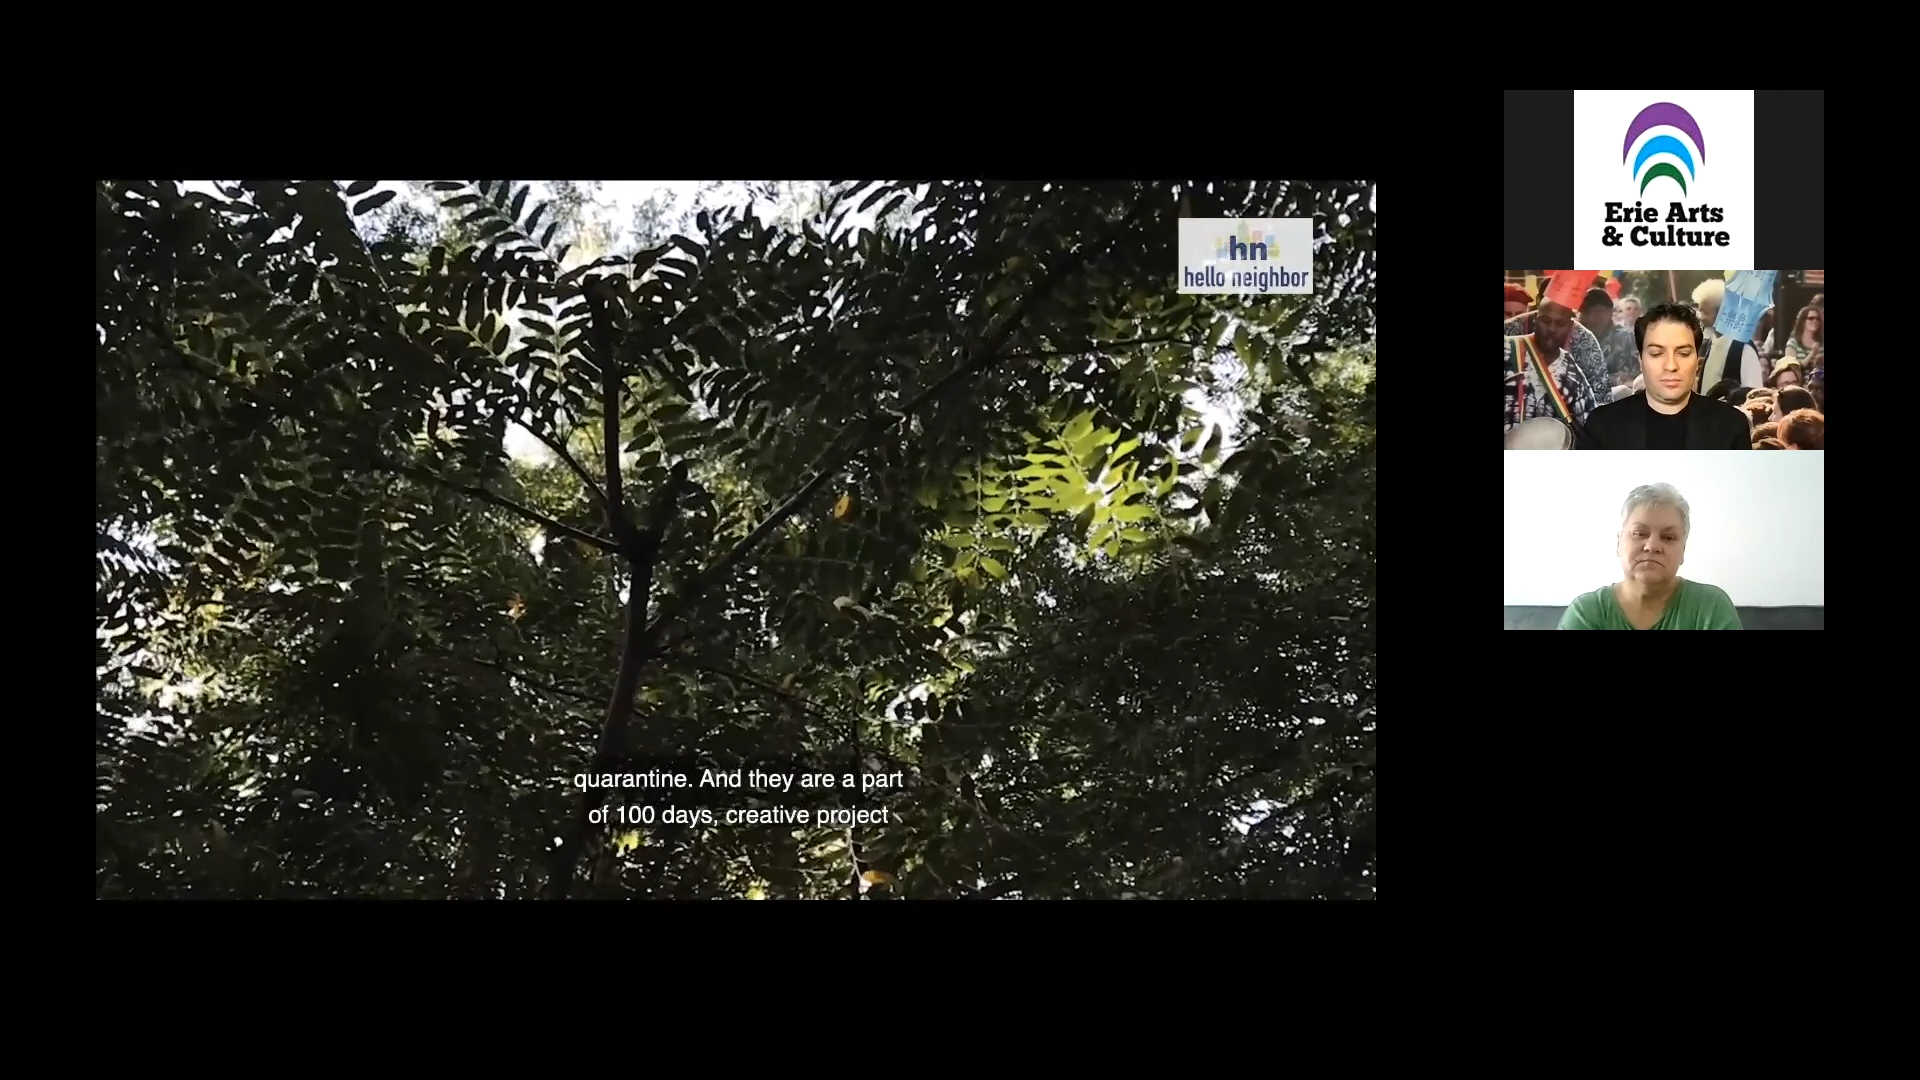 hn
hello neighbor
quarantine. And they are a part
of 100 days, creative project
Erie Arts
& Culture